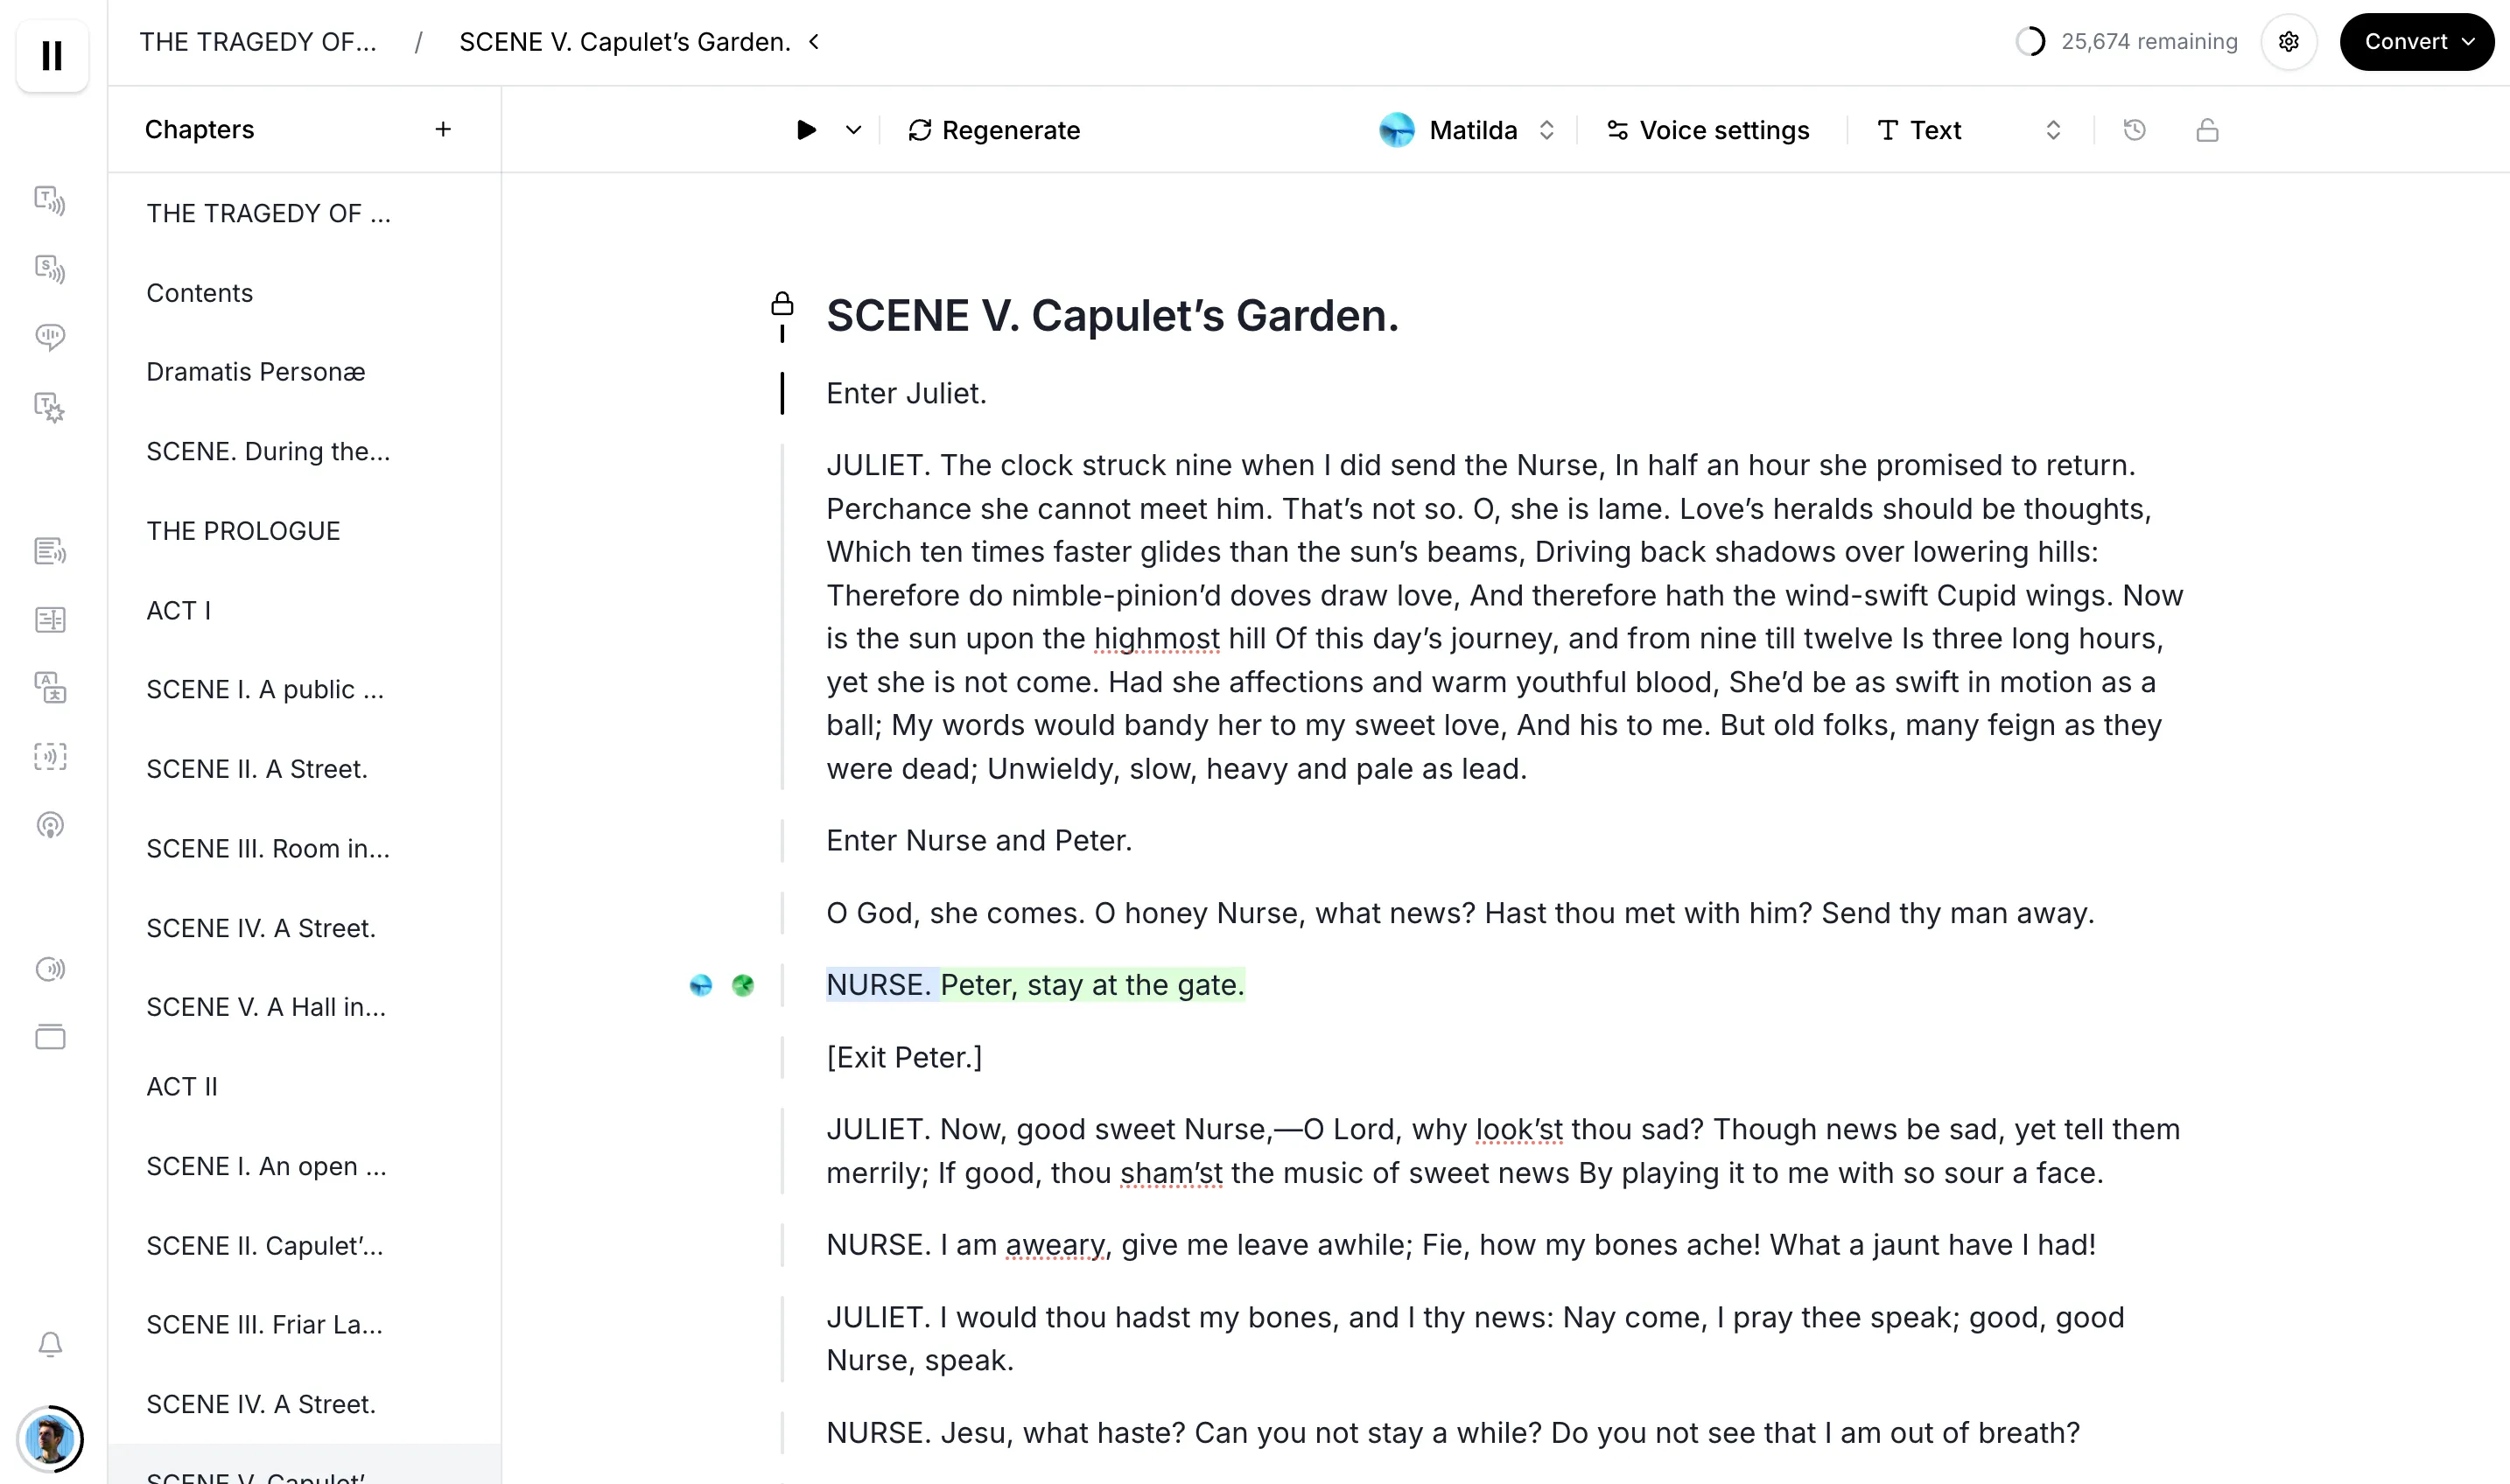 THE TRAGEDY OF...
/
SCENE V. Capulet’s Garden.
25,674 remaining
Convert
Chapters
+
Regenerate
Matilda
Voice settings
Text
THE TRAGEDY OF ...
Contents
Dramatis Personæ
SCENE. During the...
THE PROLOGUE
ACT I
SCENE I. A public ...
SCENE II. A Street.
SCENE III. Room in...
SCENE IV. A Street.
SCENE V. A Hall in...
ACT II
SCENE I. An open ...
SCENE II. Capulet’...
SCENE III. Friar La...
SCENE IV. A Street.
SCENE V. Capulet’
SCENE V. Capulet’s Garden.
Enter Juliet.
JULIET. The clock struck nine when I did send the Nurse, In half an hour she promised to return.
Perchance she cannot meet him. That’s not so. O, she is lame. Love’s heralds should be thoughts,
Which ten times faster glides than the sun’s beams, Driving back shadows over lowering hills:
Therefore do nimble-pinion’d doves draw love, And therefore hath the wind-swift Cupid wings. Now
is the sun upon the highmost hill Of this day’s journey, and from nine till twelve Is three long hours,
yet she is not come. Had she affections and warm youthful blood, She’d be as swift in motion as a
ball; My words would bandy her to my sweet love, And his to me. But old folks, many feign as they
were dead; Unwieldy, slow, heavy and pale as lead.
Enter Nurse and Peter.
O God, she comes. O honey Nurse, what news? Hast thou met with him? Send thy man away.
NURSE. Peter, stay at the gate.
[Exit Peter.]
JULIET. Now, good sweet Nurse,—O Lord, why look’st thou sad? Though news be sad, yet tell them
merrily; If good, thou sham’st the music of sweet news By playing it to me with so sour a face.
NURSE. I am aweary, give me leave awhile; Fie, how my bones ache! What a jaunt have I had!
JULIET. I would thou hadst my bones, and I thy news: Nay come, I pray thee speak; good, good
Nurse, speak.
NURSE. Jesu, what haste? Can you not stay a while? Do you not see that I am out of breath?